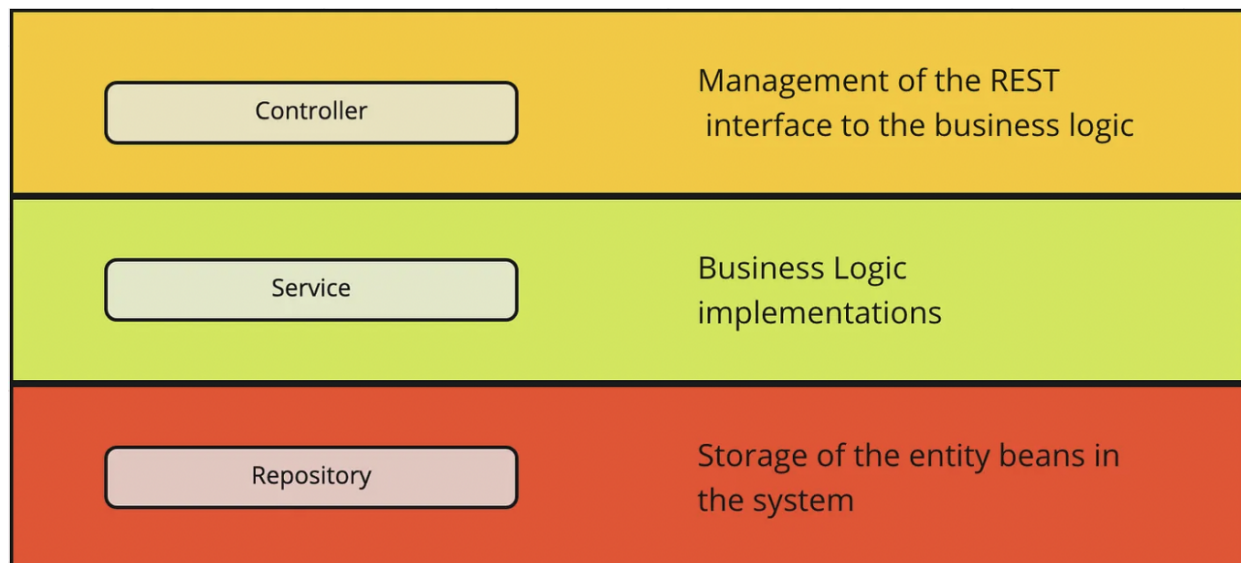 Controller
Management of the REST
interface to the business logic
Service
Business Logic
implementations
Repository
Storage of the entity beans in
the system